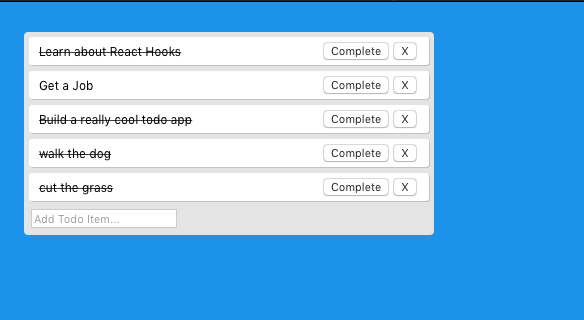 Learn about React Hooks Complete X
Get a Job Complete X
Build a really cool todo app Complete X
walk the dog Complete X
cut the grass Complete X
Add Todo Item...